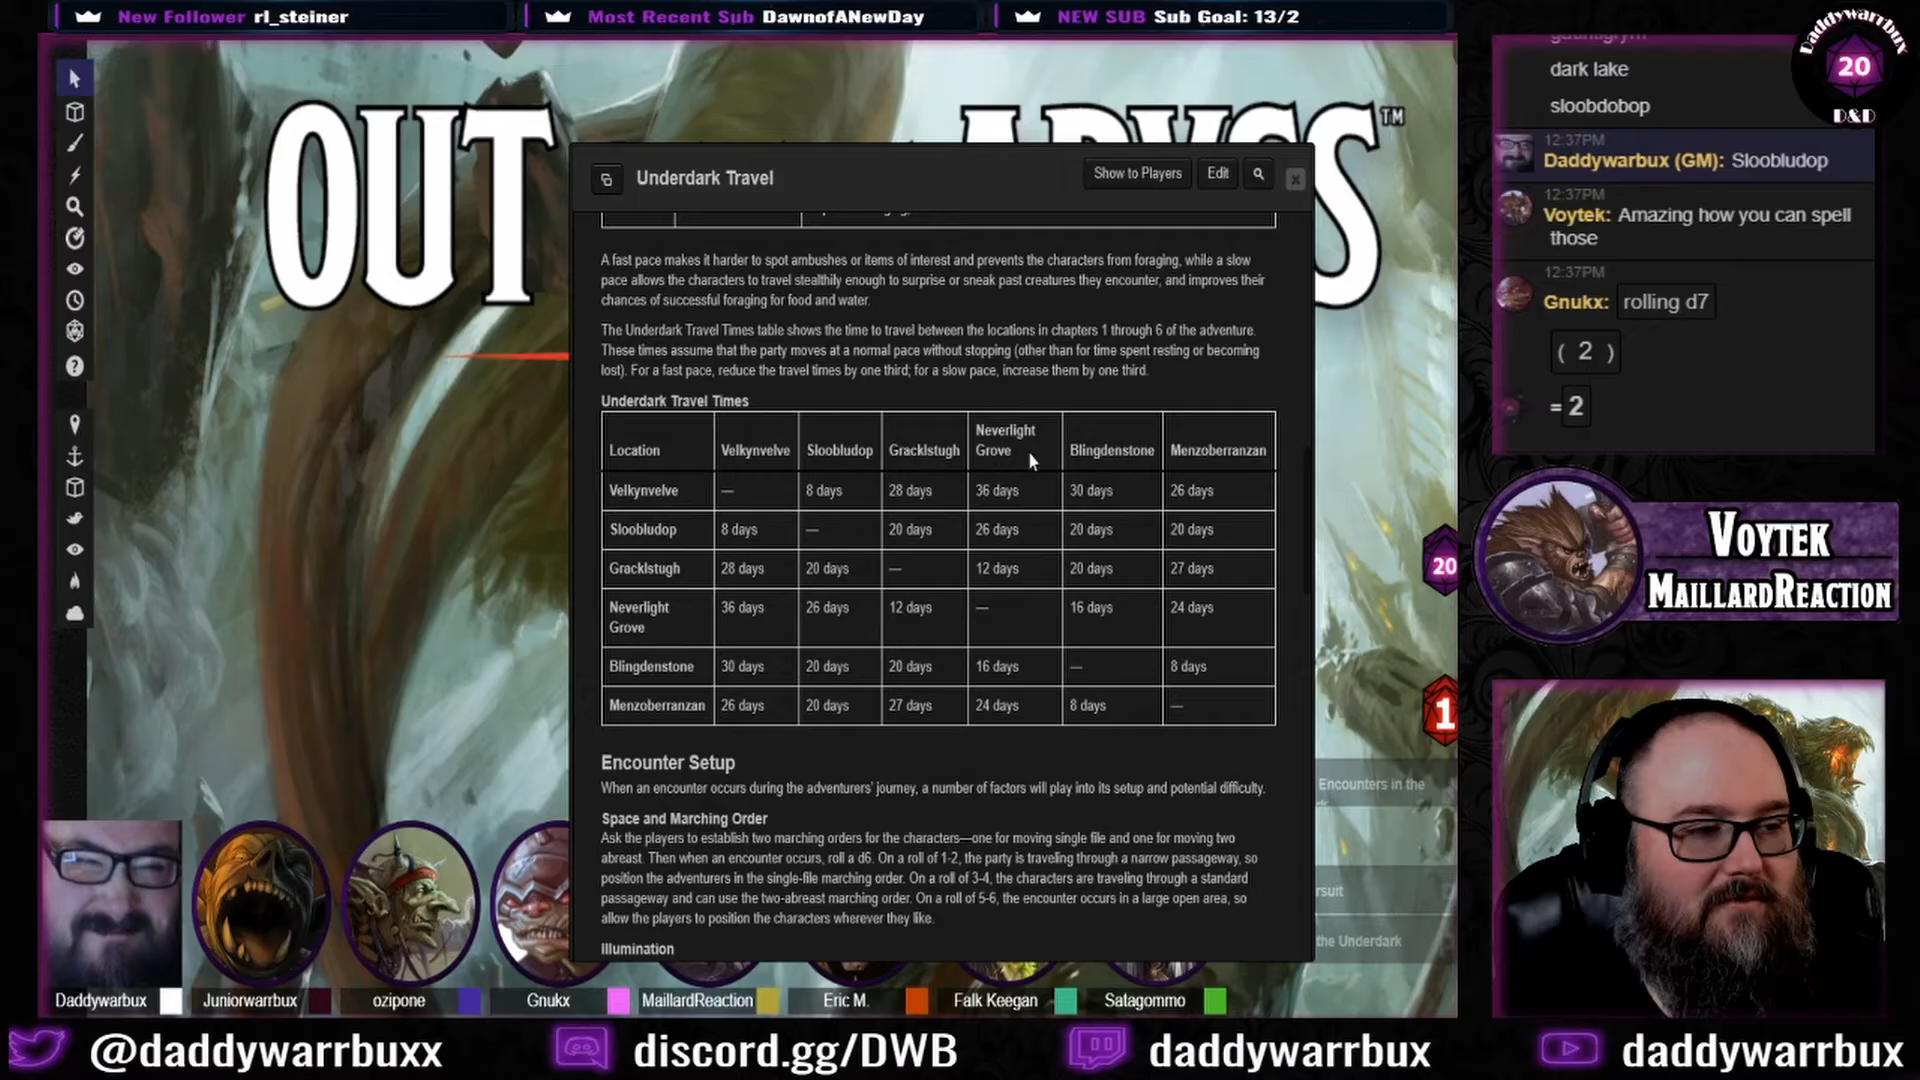 New Follower rl_steiner
Most Recent Sub DawnofANewDay
NEW SUB Sub Goal: 13/2
OUT
ABYSS™
Underdark Travel
Show to Players
Edit
A fast pace makes it harder to spot ambushes or items of interest and prevents the characters from foraging, while a slow
pace allows the characters to travel stealthily enough to surprise or sneak past creatures they encounter, and improves their
chances of successful foraging for food and water.
The Underdark Travel Times table shows the time to travel between the locations in chapters 1 through 6 of the adventure.
These times assume that the party moves at a normal pace without stopping (other than for time spent resting or becoming
lost). For a fast pace, reduce the travel times by one third; for a slow pace, increase them by one third.
Underdark Travel Times
Location Velkynvelve Sloobludop Gracklstugh Neverlight Grove Blingdenstone Menzoberranzan
Velkynvelve — 8 days 28 days 36 days 30 days 26 days
Sloobludop 8 days — 20 days 26 days 20 days 20 days
Gracklstugh 28 days 20 days — 12 days 20 days 27 days
Neverlight Grove 36 days 26 days 12 days — 16 days 24 days
Blingdenstone 30 days 20 days 20 days 16 days — 8 days
Menzoberranzan 26 days 20 days 27 days 24 days 8 days —
Encounter Setup
When an encounter occurs during the adventurers' journey, a number of factors will play into its setup and potential difficulty.
Space and Marching Order
Ask the players to establish two marching orders for the characters—one for moving single file and one for moving two
abreast. Then when an encounter occurs, roll a d6. On a roll of 1-2, the party is traveling through a narrow passageway, so
position the adventurers in the single-file marching order. On a roll of 3-4, the characters are traveling through a standard
passageway and can use the two-abreast marching order. On a roll of 5-6, the encounter occurs in a large open area, so
allow the players to position the characters wherever they like.
Illumination
Encounters in the
rsuit
the Underdark
20
1
dark lake
sloobdobop
12:37PM
Daddywarbux (GM): Sloobludop
12:37PM
Voytek: Amazing how you can spell
those
12:37PM
Gnukx: rolling d7
( 2 )
= 2
Daddywarrbux
20
D&D
VOYTEK
MAILLARDREACTION
Daddywarbux
Juniorwarrbux
ozipone
Gnukx
MaillardReaction
Eric M.
Falk Keegan
Satagommo
@daddywarrbuxx
discord.gg/DWB
daddywarrbux
daddywarrbux